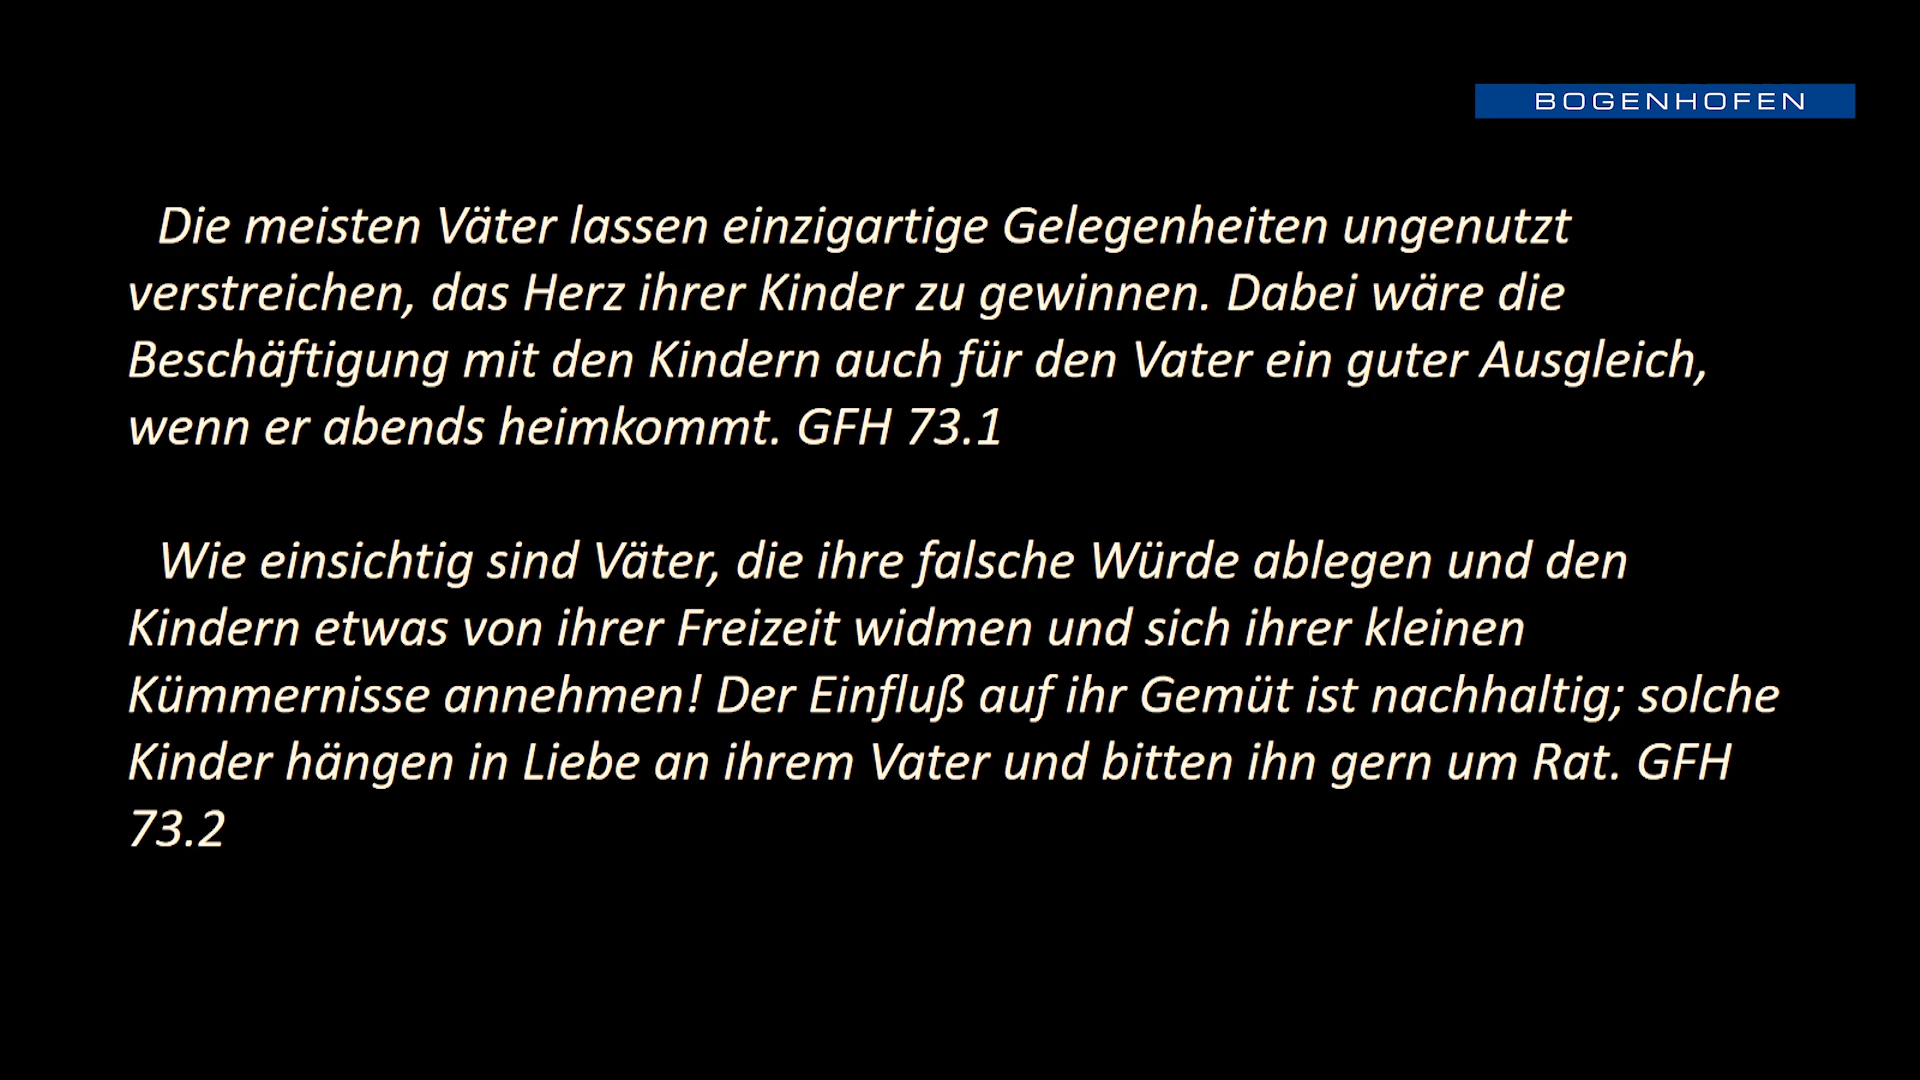 BOGENHOFEN
Die meisten Väter lassen einzigartige Gelegenheiten ungenutzt
verstreichen, das Herz ihrer Kinder zu gewinnen. Dabei wäre die
Beschäftigung mit den Kindern auch für den Vater ein guter Ausgleich,
wenn er abends heimkommt. GFH 73.1
Wie einsichtig sind Väter, die ihre falsche Würde ablegen und den
Kindern etwas von ihrer Freizeit widmen und sich ihrer kleinen
Kümmernisse annehmen! Der Einfluß auf ihr Gemüt ist nachhaltig; solche
Kinder hängen in Liebe an ihrem Vater und bitten ihn gern um Rat. GFH
73.2